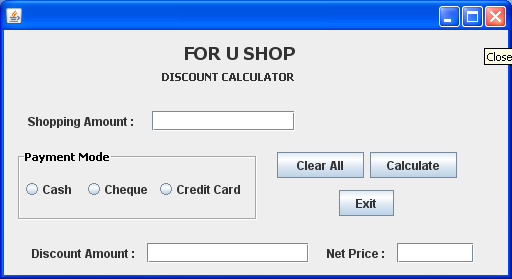 Close
FOR U SHOP
DISCOUNT CALCULATOR
Shopping Amount :
Payment Mode
Cash Cheque Credit Card
Clear All Calculate
Exit
Discount Amount : Net Price :